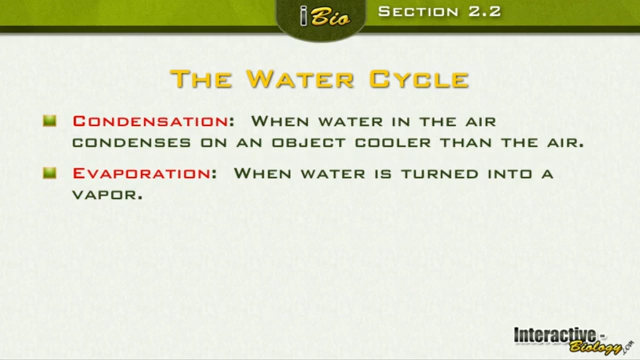 iBio
Section 2.2
The Water Cycle
Condensation: When water in the air
condenses on an object cooler than the air.
Evaporation: When water is turned into a
vapor.
Interactive-
Biology.com